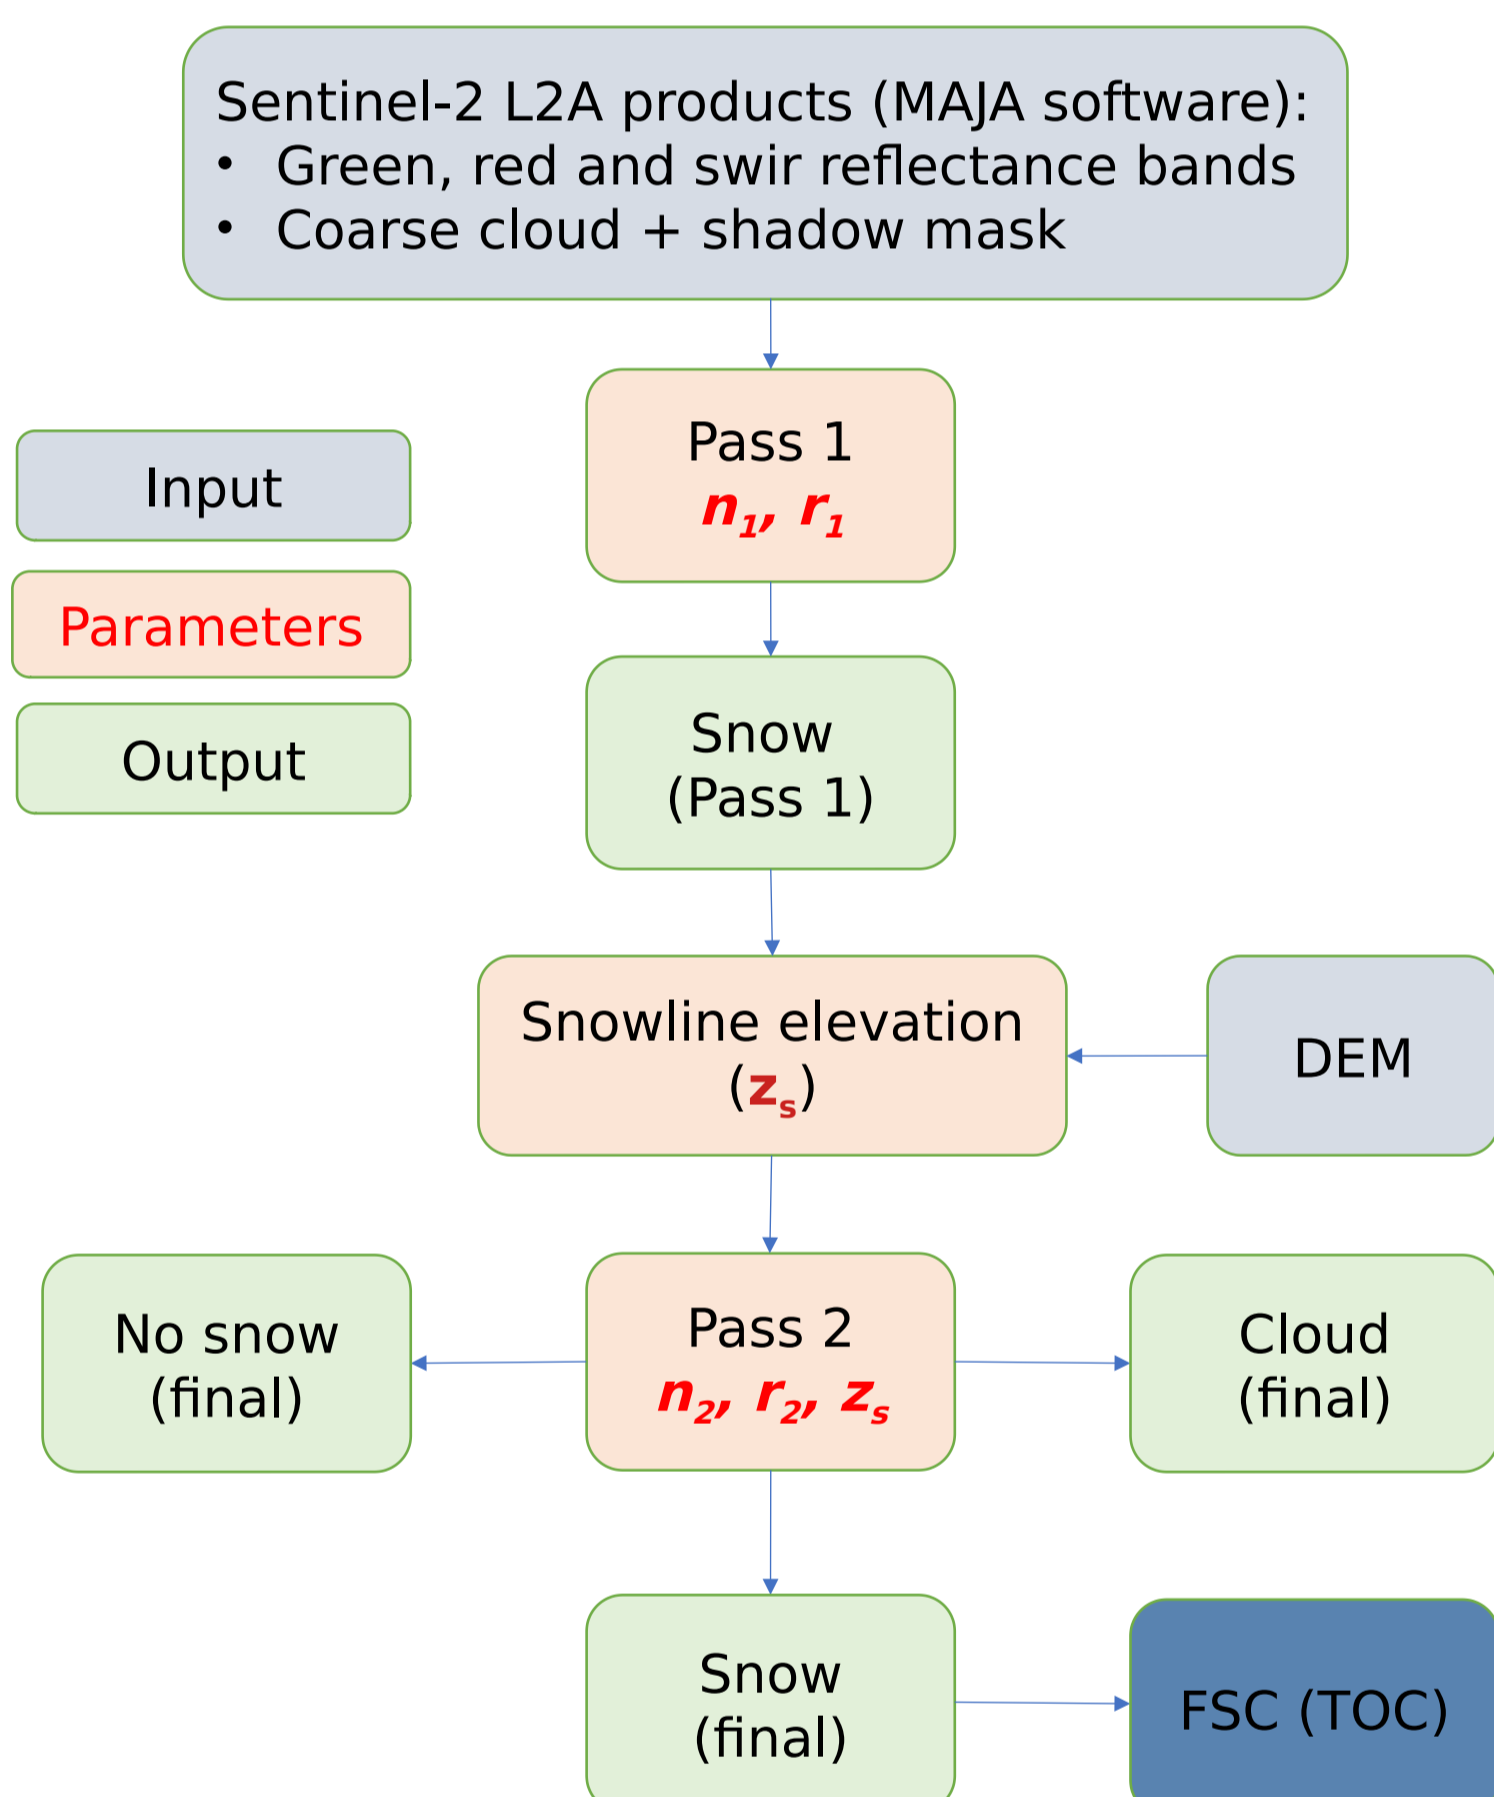 Sentinel-2 L2A products (MAJA software):
• Green, red and swir reflectance bands
• Coarse cloud + shadow mask
Pass 1
n₁, r₁
Input
Parameters
Output
Snow
(Pass 1)
Snowline elevation
(zₛ)
DEM
No snow
(final)
Pass 2
n₂, r₂, zₛ
Cloud
(final)
Snow
(final)
FSC (TOC)